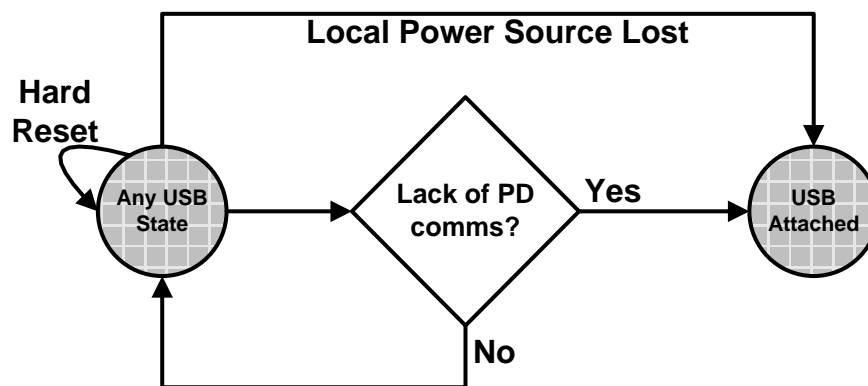 Local Power Source Lost
Hard
Reset
Any USB
State
Lack of PD
comms?
Yes
USB
Attached
No